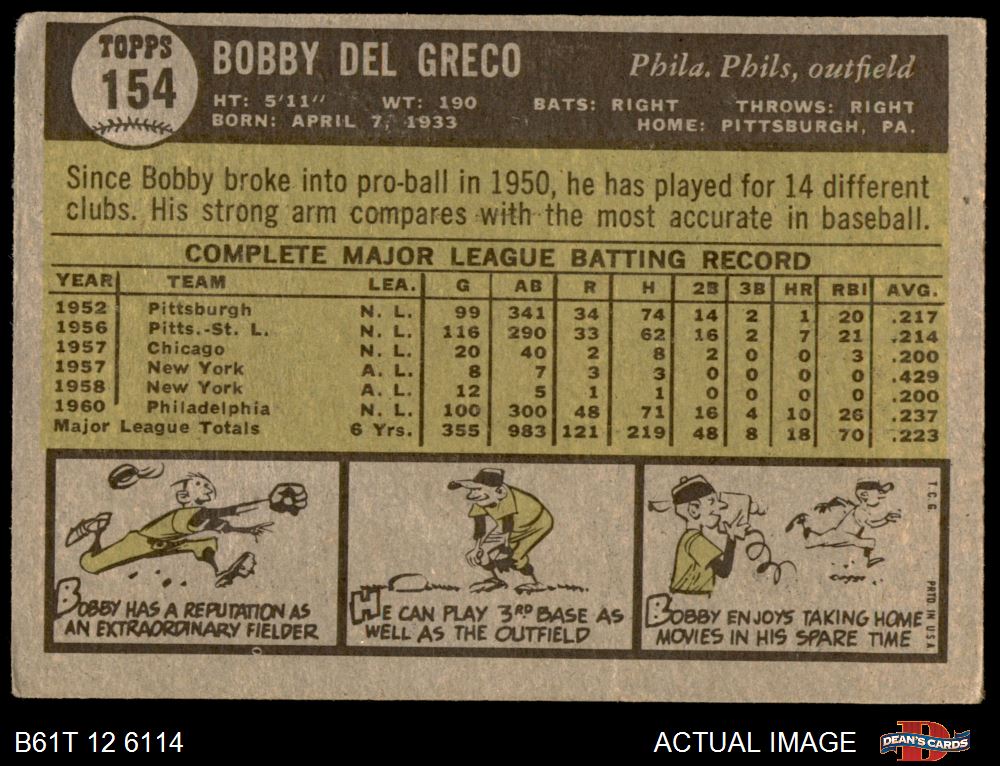 TOPPS
154
BOBBY DEL GRECO
Phila. Phils, outfield
HT: 5'11" WT: 190 BATS: RIGHT THROWS: RIGHT
BORN: APRIL 7, 1933 HOME: PITTSBURGH, PA.
Since Bobby broke into pro-ball in 1950, he has played for 14 different
clubs. His strong arm compares with the most accurate in baseball.
COMPLETE MAJOR LEAGUE BATTING RECORD
YEAR TEAM LEA. G AB R H 2B 3B HR RBI AVG.
1952 Pittsburgh N. L. 99 341 34 74 14 2 1 20 .217
1956 Pitts.-St. L. N. L. 116 290 33 62 16 2 7 21 .214
1957 Chicago N. L. 20 40 2 8 2 0 0 3 .200
1957 New York A. L. 8 7 3 3 0 0 0 0 .429
1958 New York A. L. 12 5 1 1 0 0 0 0 .200
1960 Philadelphia N. L. 100 300 48 71 16 4 10 26 .237
Major League Totals 6 Yrs. 355 983 121 219 48 8 18 70 .223
BOBBY HAS A REPUTATION AS
AN EXTRAORDINARY FIELDER
HE CAN PLAY 3RD BASE AS
WELL AS THE OUTFIELD
BOBBY ENJOYS TAKING HOME
MOVIES IN HIS SPARE TIME
T.C.G.
PRTD IN U.S.A.
B61T 12 6114
ACTUAL IMAGE
D
DEAN'S CARDS